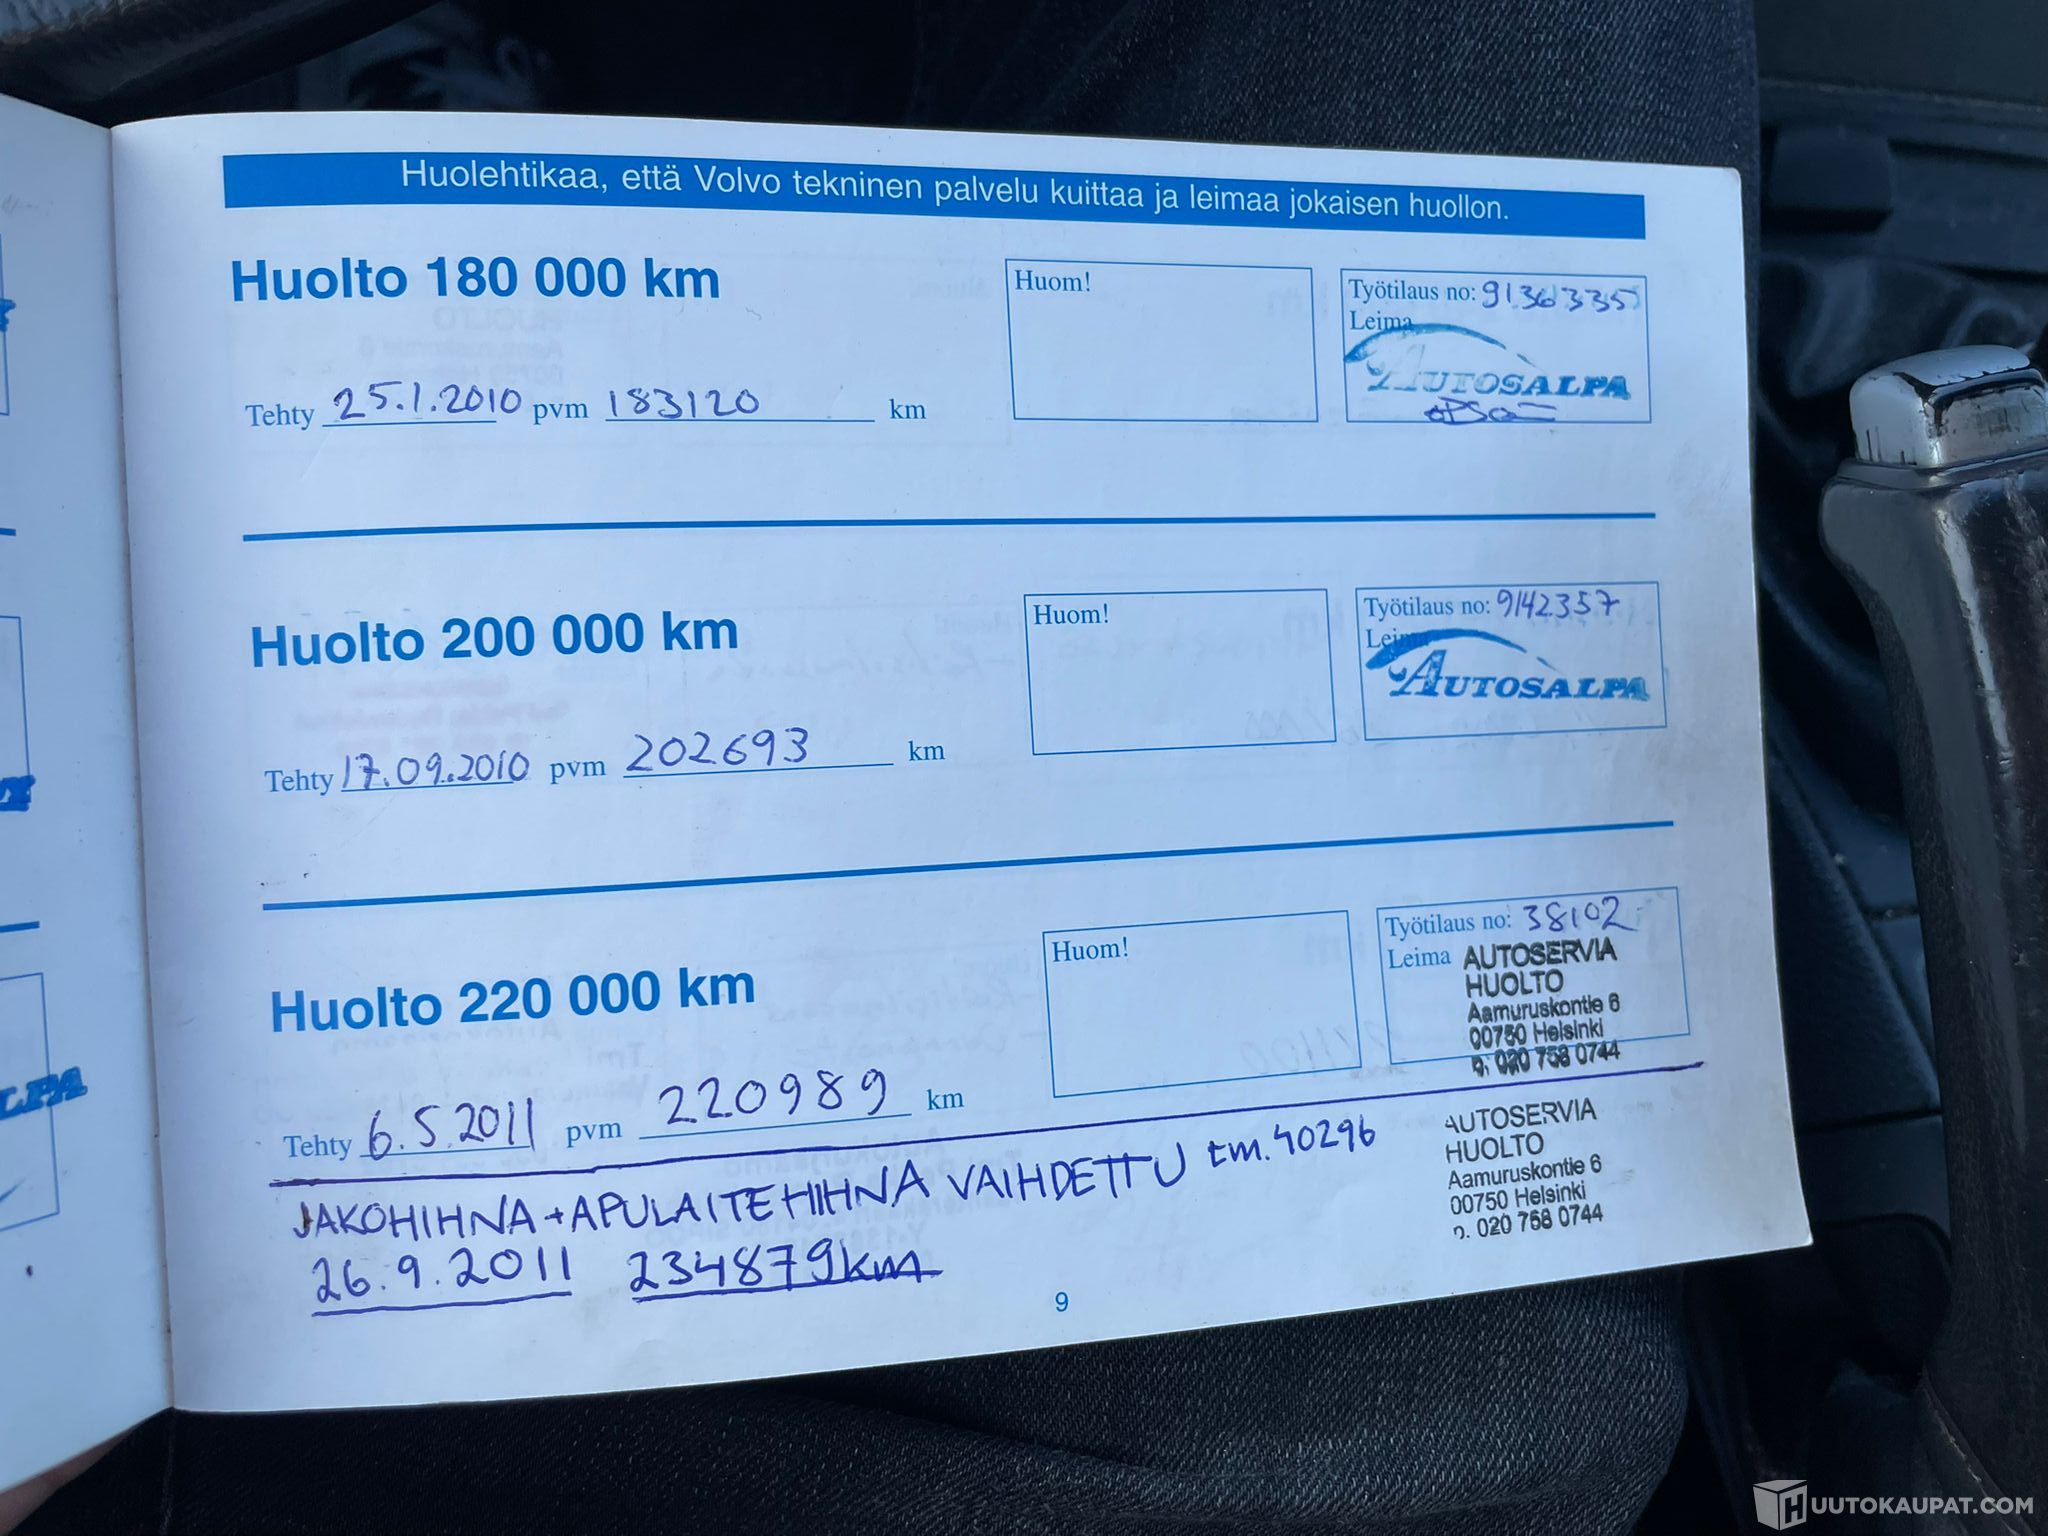 Huolehtikaa, että Volvo tekninen palvelu kuittaa ja leimaa jokaisen huollon.
Huolto 180 000 km
Huom!
Työtilaus no: 91363335
Leima
AUTOSALPA
Tehty 25.1.2010 pvm 183120 km
Huolto 200 000 km
Huom!
Työtilaus no: 9142357
Leima
AUTOSALPA
Tehty 17.09.2010 pvm 202693 km
Huolto 220 000 km
Huom!
Työtilaus no: 38102
Leima AUTOSERVIA
HUOLTO
Aamuruskontie 6
00750 Helsinki
p. 020 758 0744
Tehty 6.5.2011 pvm 220989 km
JAKOHIHNA + APULAITEHIHNA VAIHDETTU tm. 40296
26.9.2011 234879km
AUTOSERVIA
HUOLTO
Aamuruskontie 6
00750 Helsinki
p. 020 758 0744
9
LPA
HUUTOKAUPAT.COM